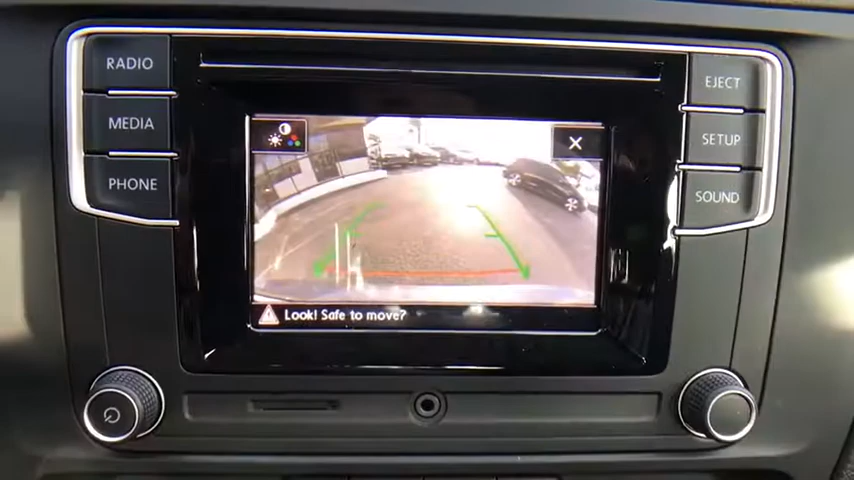 RADIO
MEDIA
PHONE
EJECT
SETUP
SOUND
Look! Safe to move?